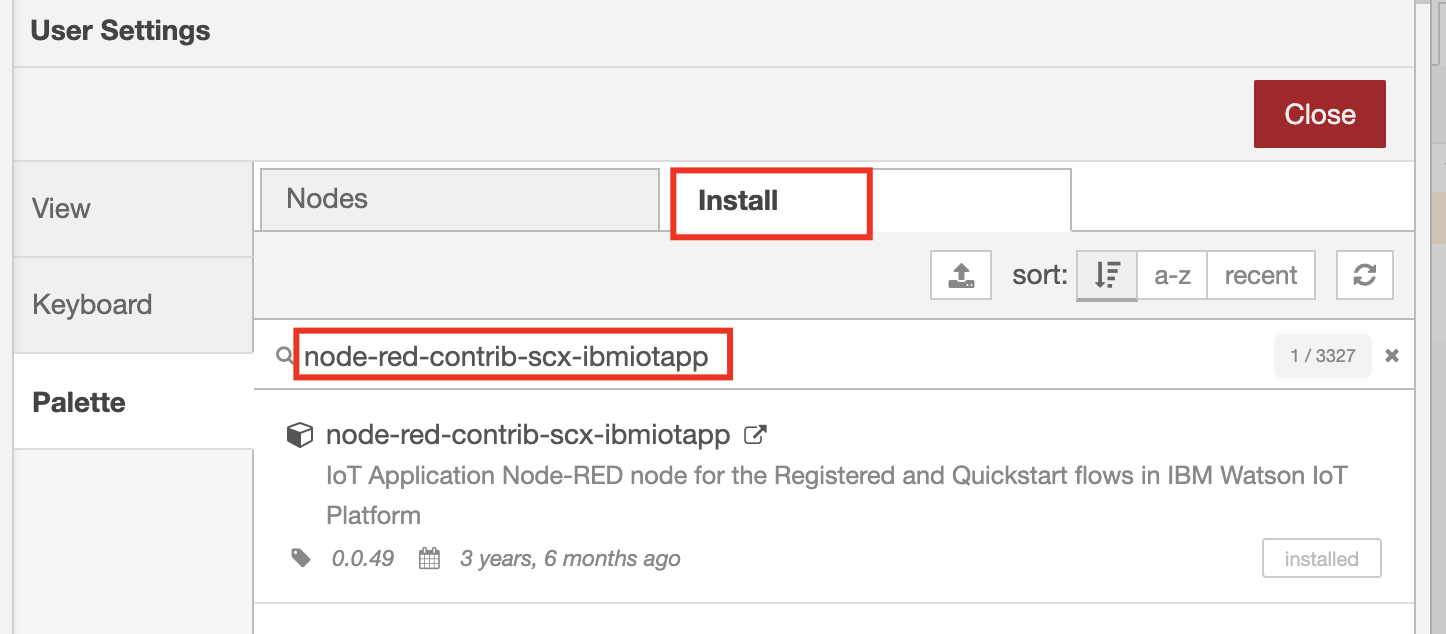 User Settings
Close
View
Nodes
Install
sort:
a-z
recent
Keyboard
node-red-contrib-scx-ibmiotapp
1 / 3327
Palette
node-red-contrib-scx-ibmiotapp
IoT Application Node-RED node for the Registered and Quickstart flows in IBM Watson IoT
Platform
0.0.49
3 years, 6 months ago
installed